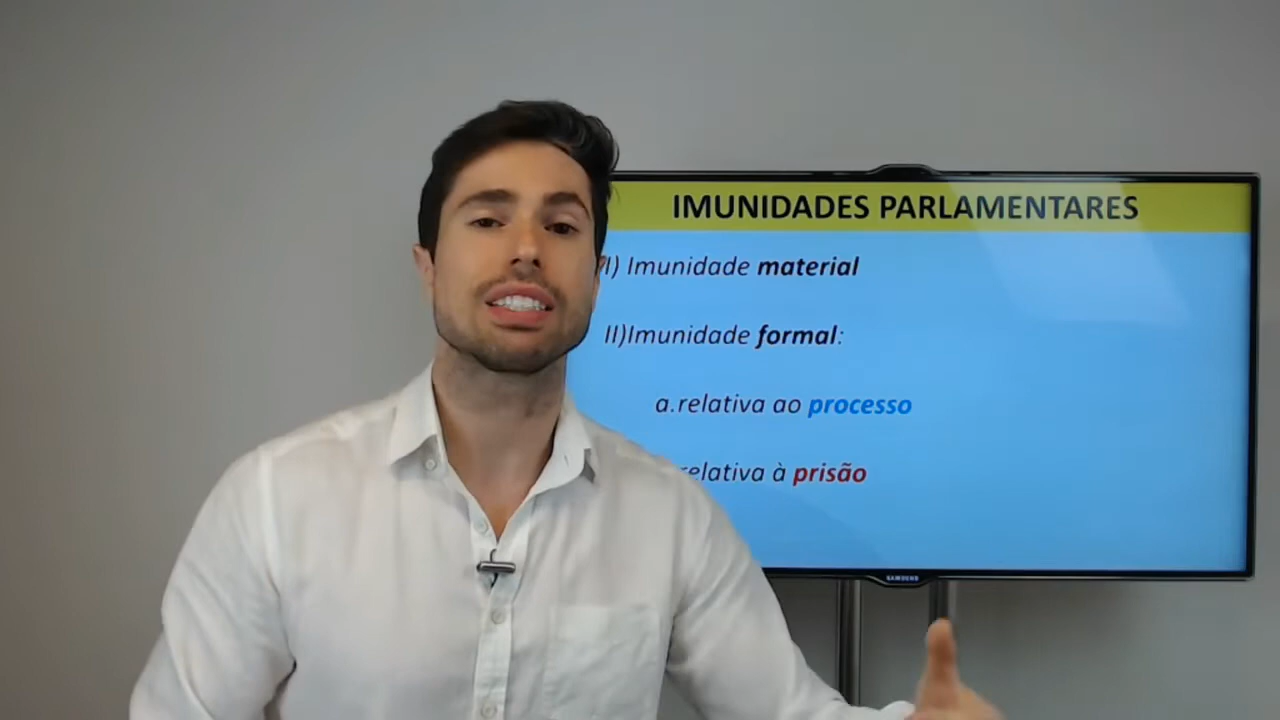 IMUNIDADES PARLAMENTARES
I) Imunidade material
II)Imunidade formal:
a.relativa ao processo
relativa à prisão
SAMSUNG